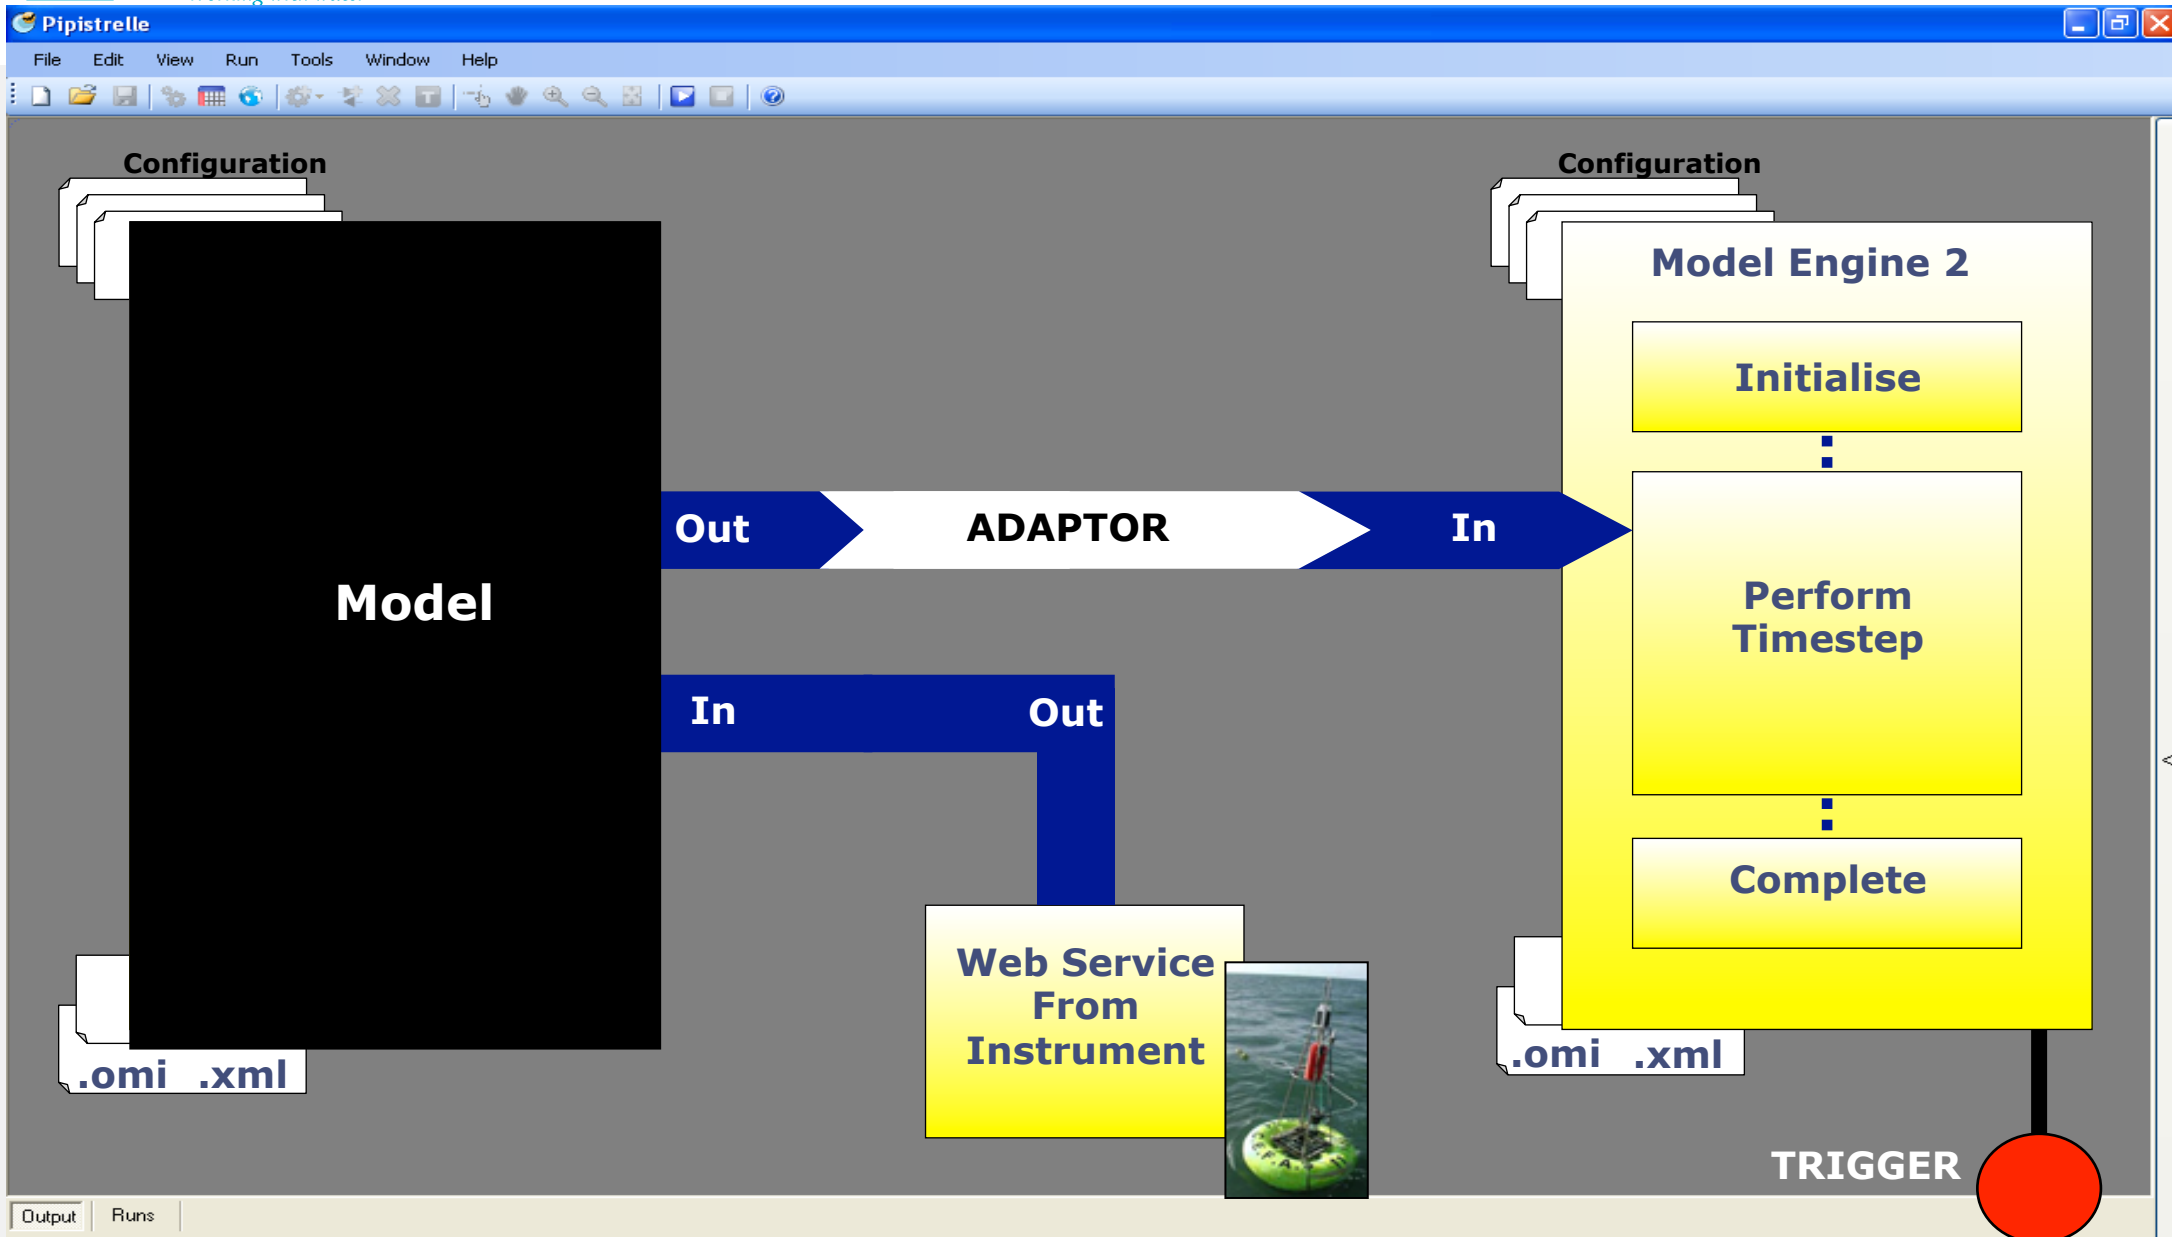 Pipistrelle
File Edit View Run Tools Window Help
Configuration
Configuration
Model Engine 2
Initialise
Out
ADAPTOR
In
Model
Perform
Timestep
In
Out
Complete
Web Service
From
Instrument
.omi .xml
.omi .xml
TRIGGER
Output Runs